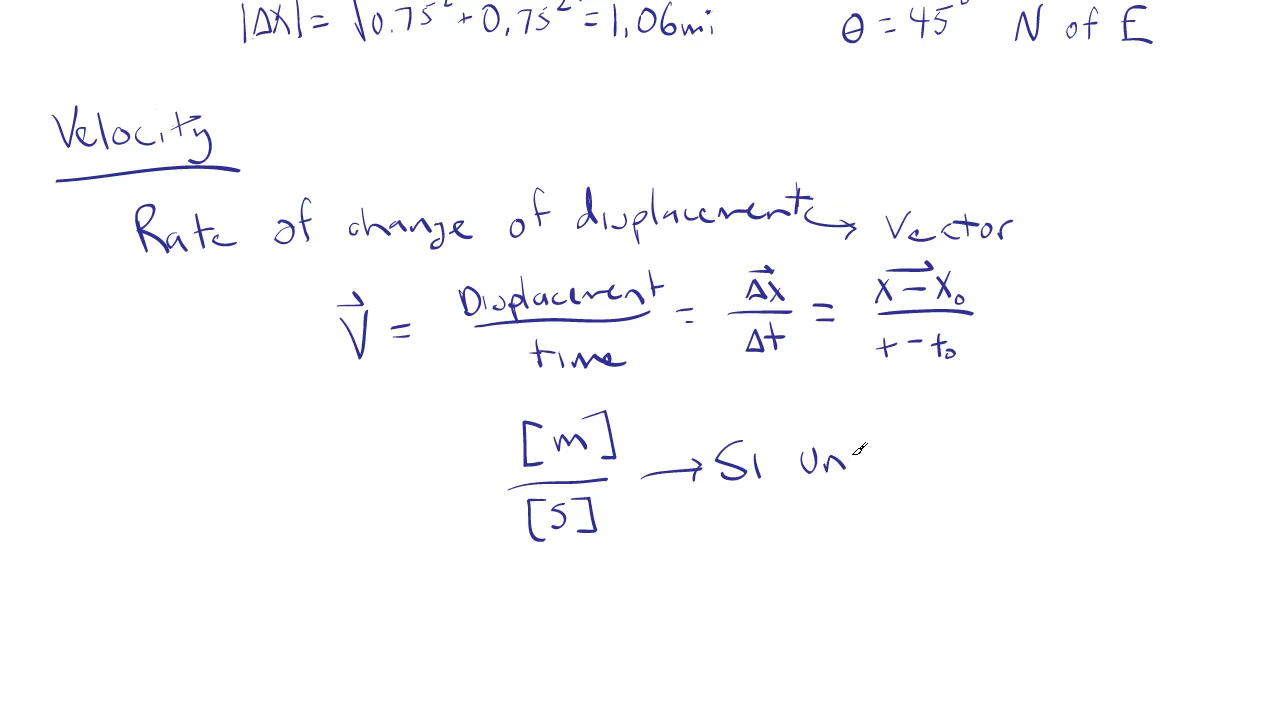 |ΔX| = √0.75² + 0.75² = 1.06mi θ = 45° N of E
Velocity
Rate of change of displacement → Vector
V⃗ = Displacement / time = Δx⃗ / Δt = x - x₀ / t - t₀
[m] / [s] → SI un